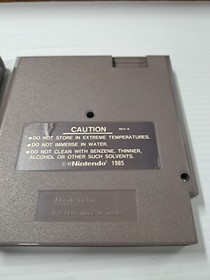 CAUTION
•DO NOT STORE IN EXTREME TEMPERATURES.
•DO NOT IMMERSE IN WATER.
•DO NOT CLEAN WITH BENZENE, THINNER,
ALCOHOL OR OTHER SUCH SOLVENTS.
©Nintendo 1985
Nintendo